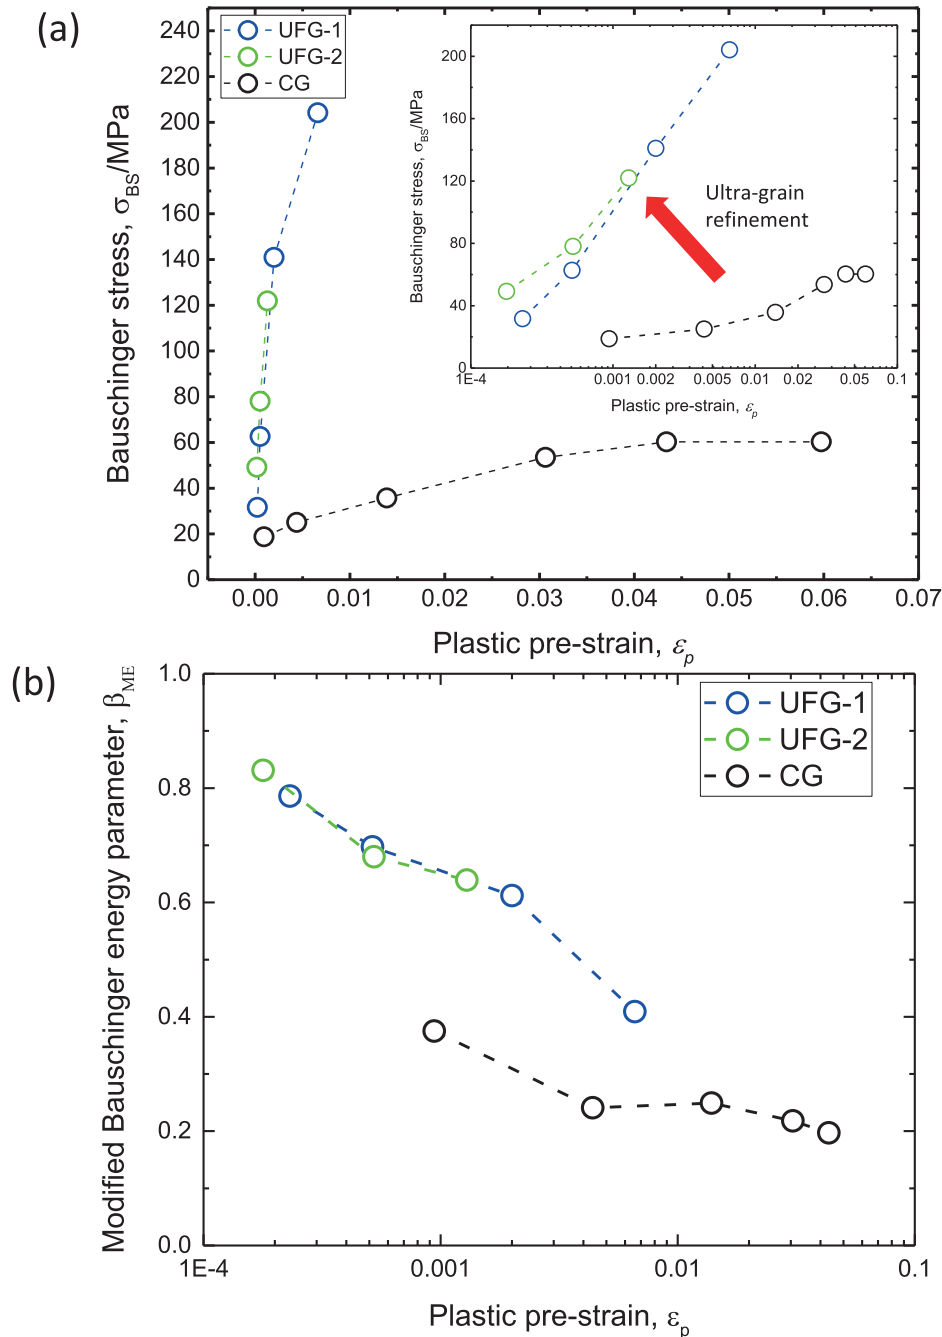 (a)
240
220
200
180
160
140
120
100
80
60
40
20
0
Bauschinger stress, σBS/MPa
UFG-1
UFG-2
CG
0.00
0.01
0.02
0.03
0.04
0.05
0.06
0.07
Plastic pre-strain, εp
200
160
120
80
40
0
Bauschinger stress, σBS/MPa
Ultra-grain
refinement
1E-4
0.001
0.002
0.005
0.01
0.02
0.05
0.1
Plastic pre-strain, εp
(b)
1.0
0.8
0.6
0.4
0.2
0.0
Modified Bauschinger energy parameter, βME
UFG-1
UFG-2
CG
1E-4
0.001
0.01
0.1
Plastic pre-strain, εp